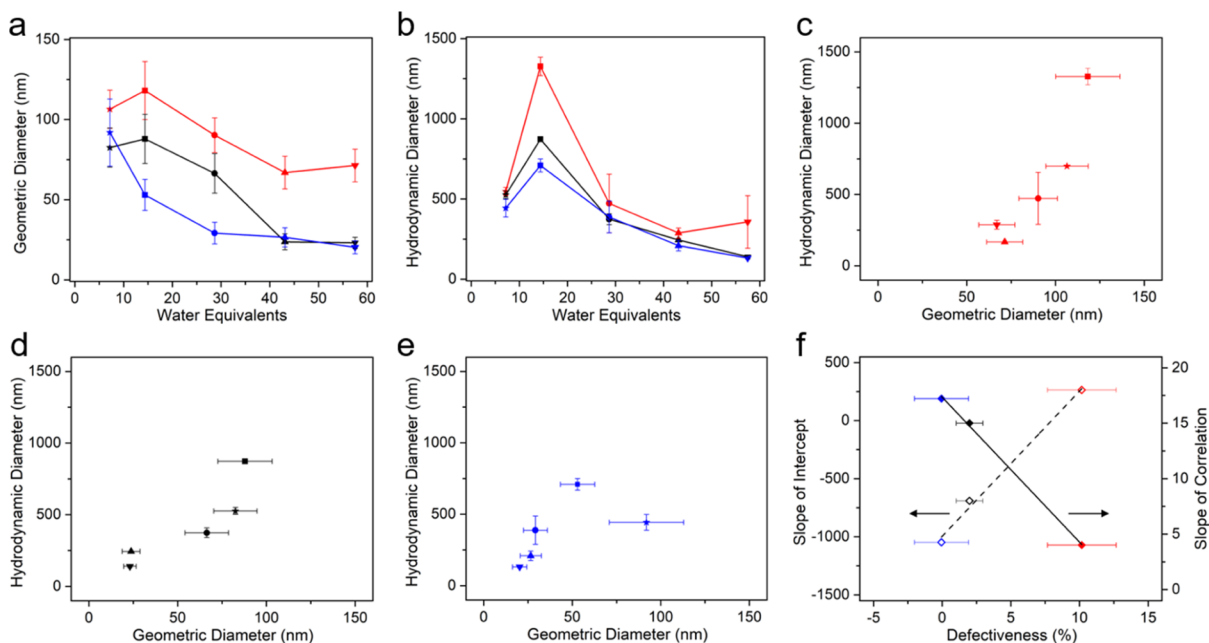 a
150
100
50
0
Geometric Diameter (nm)
0 10 20 30 40 50 60
Water Equivalents
b
1500
1000
500
0
Hydrodynamic Diameter (nm)
0 10 20 30 40 50 60
Water Equivalents
c
1500
1000
500
0
Hydrodynamic Diameter (nm)
0 50 100 150
Geometric Diameter (nm)
d
1500
1000
500
0
Hydrodynamic Diameter (nm)
0 50 100 150
Geometric Diameter (nm)
e
1500
1000
500
0
Hydrodynamic Diameter (nm)
0 50 100 150
Geometric Diameter (nm)
f
500
0
-500
-1000
-1500
Slope of Intercept
20
15
10
5
0
Slope of Correlation
-5 0 5 10 15
Defectiveness (%)